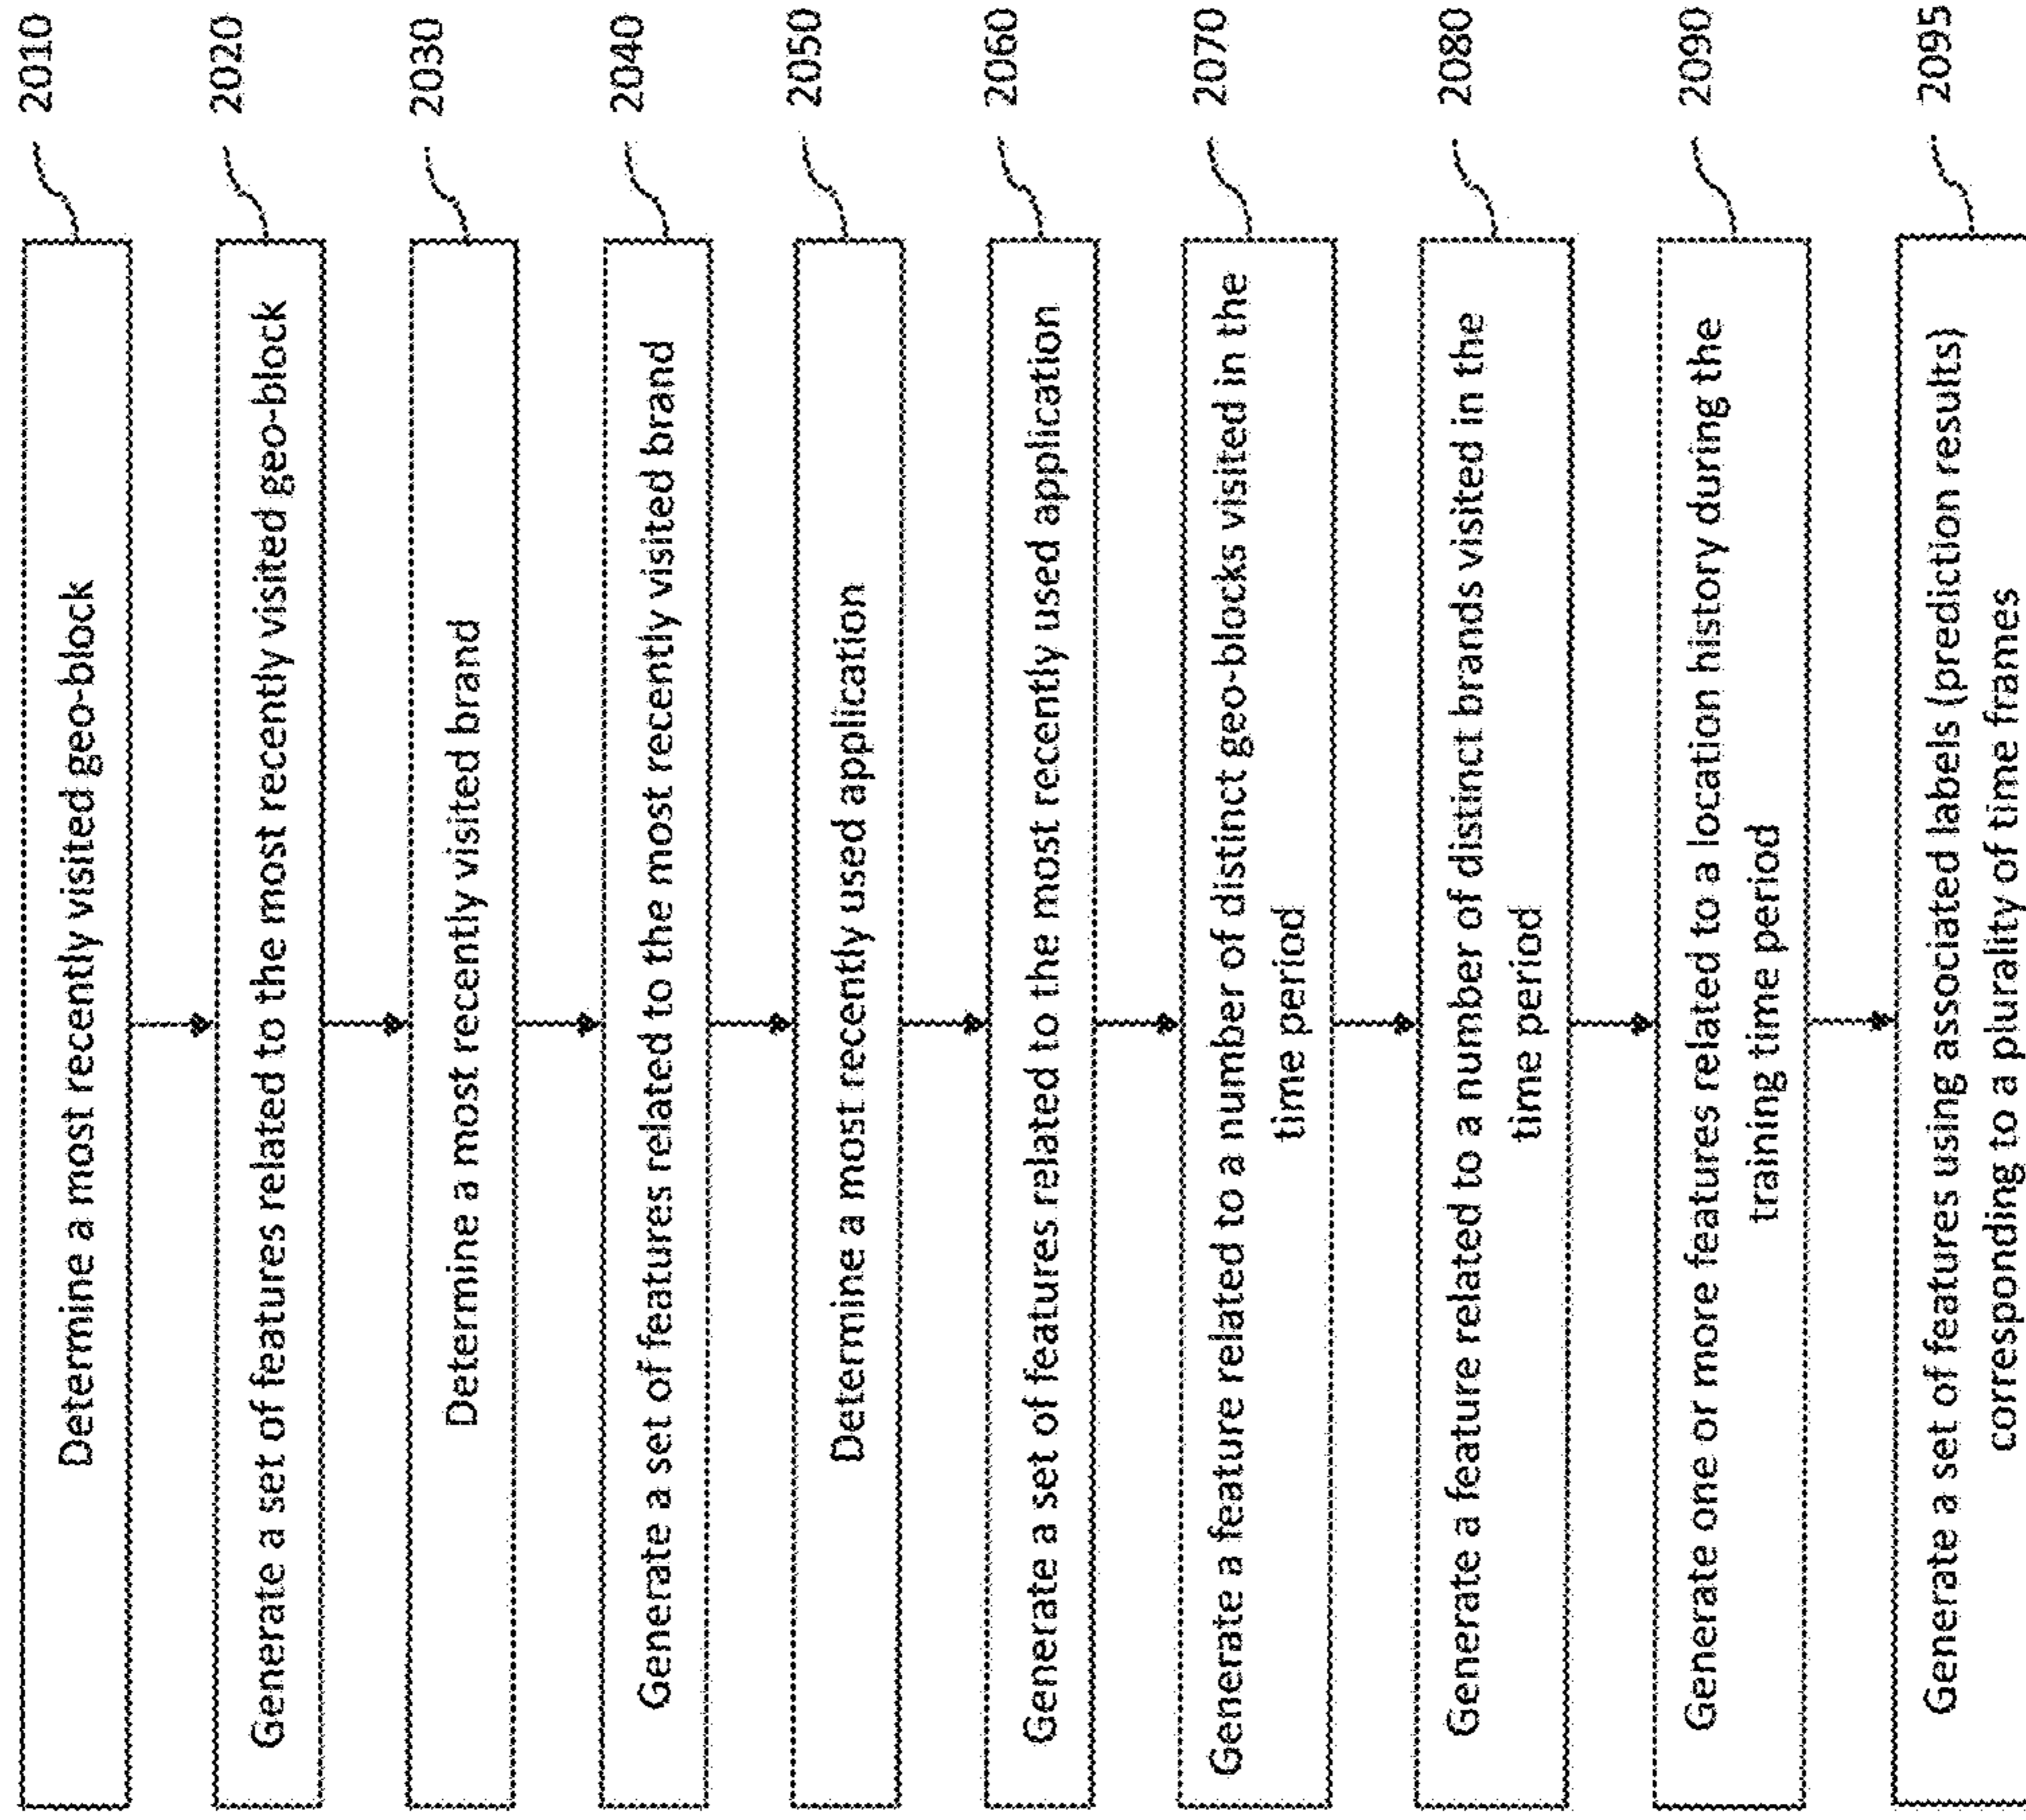 Determine a most recently visited geo-block
2010
Generate a set of features related to the most recently visited geo-block
2020
Determine a most recently visited brand
2030
Generate a set of features related to the most recently visited brand
2040
Determine a most recently used application
2050
Generate a set of features related to the most recently used application
2060
Generate a feature related to a number of distinct geo-blocks visited in the
time period
2070
Generate a feature related to a number of distinct brands visited in the
time period
2080
Generate one or more features related to a location history during the
training time period
2090
Generate a set of features using associated labels (prediction results)
corresponding to a plurality of time frames
2095